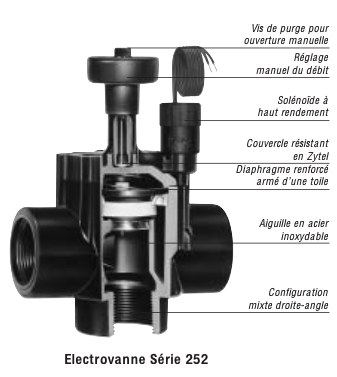 Vis de purge pour
ouverture manuelle
Réglage
manuel du débit
Solénoïde à
haut rendement
Couvercle résistant
en Zytel
Diaphragme renforcé
armé d'une toile
Aiguille en acier
inoxydable
Configuration
mixte droite-angle
Electrovanne Série 252